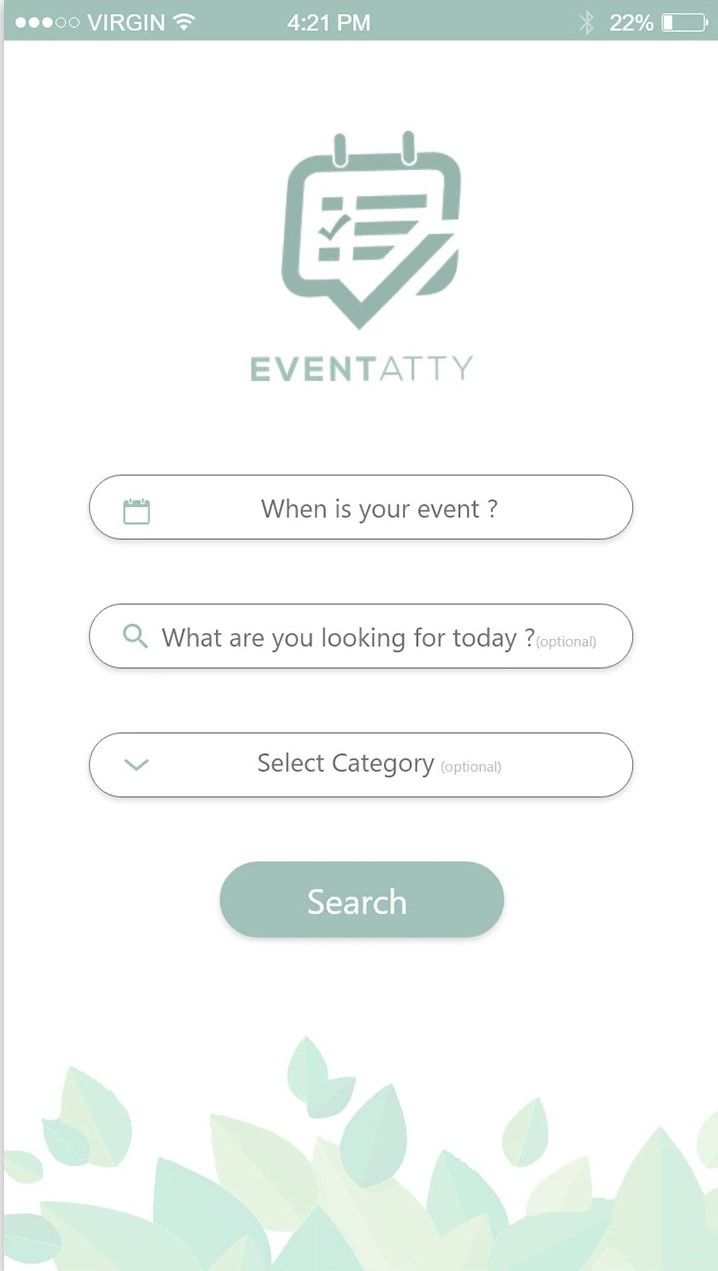 VIRGIN 4:21 PM 22%
EVENTATTY
When is your event ?
What are you looking for today ?(optional)
Select Category (optional)
Search